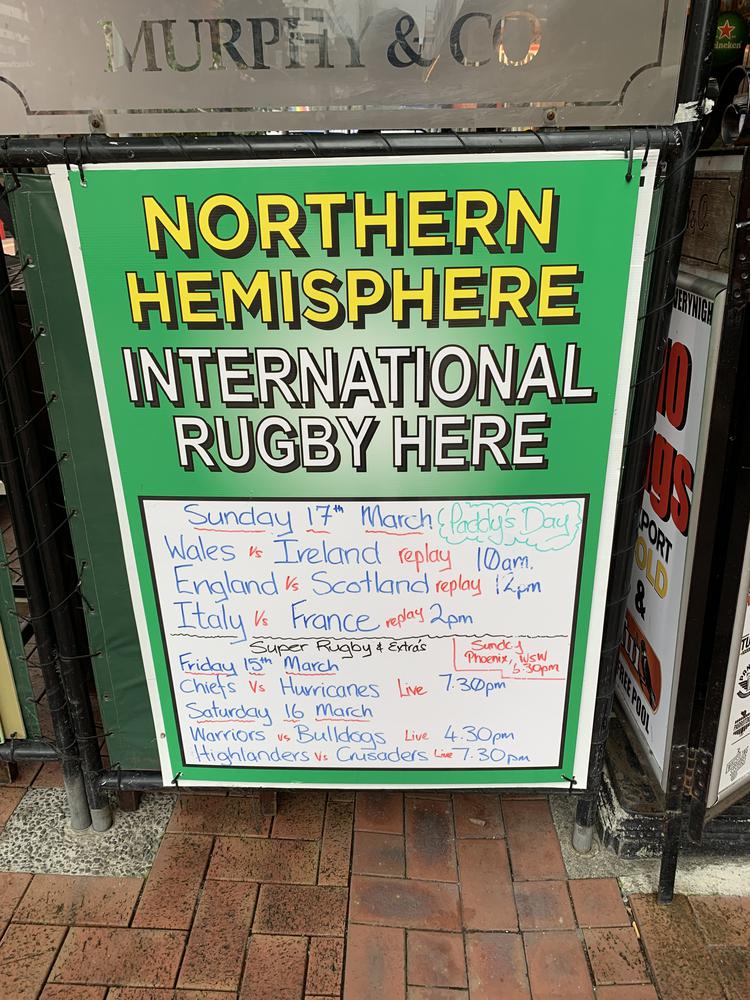 MURPHY & CO
NORTHERN
HEMISPHERE
INTERNATIONAL
RUGBY HERE
Sunday 17th March Paddy's Day
Wales vs Ireland replay 10am.
England vs Scotland replay 12pm
Italy vs France replay 2pm
Super Rugby & Extra's
Sunday
Phoenix, WSW
6.30pm
Friday 15th March
Chiefs Vs Hurricanes Live 7.30pm
Saturday 16 March
Warriors vs Bulldogs Live 4.30pm
Highlanders Vs Crusaders Live 7.30pm
Heineken
OLD
&
FREE POOL